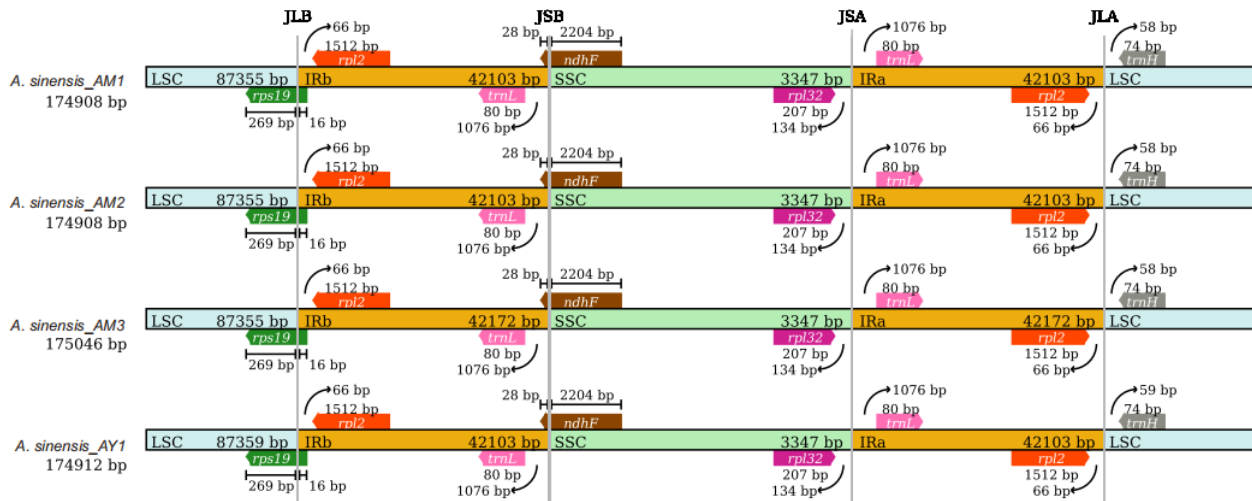 JLB JSB JSA JLA
66 bp 28 bp 2204 bp 1076 bp 58 bp
1512 bp 80 bp 74 bp
rpl2 ndhF trnL trnH
A. sinensis_AM1 LSC 87355 bp IRb 42103 bp SSC 3347 bp IRa 42103 bp LSC
174908 bp rps19 trnL rpl32 rpl2
269 bp 16 bp 80 bp 207 bp 1512 bp
1076 bp 134 bp 66 bp
66 bp 28 bp 2204 bp 1076 bp 58 bp
1512 bp 80 bp 74 bp
rpl2 ndhF trnL trnH
A. sinensis_AM2 LSC 87355 bp IRb 42103 bp SSC 3347 bp IRa 42103 bp LSC
174908 bp rps19 trnL rpl32 rpl2
269 bp 16 bp 80 bp 207 bp 1512 bp
1076 bp 134 bp 66 bp
66 bp 28 bp 2204 bp 1076 bp 58 bp
1512 bp 80 bp 74 bp
rpl2 ndhF trnL trnH
A. sinensis_AM3 LSC 87355 bp IRb 42172 bp SSC 3347 bp IRa 42172 bp LSC
175046 bp rps19 trnL rpl32 rpl2
269 bp 16 bp 80 bp 207 bp 1512 bp
1076 bp 134 bp 66 bp
66 bp 28 bp 2204 bp 1076 bp 59 bp
1512 bp 80 bp 74 bp
rpl2 ndhF trnL trnH
A. sinensis_AY1 LSC 87359 bp IRb 42103 bp SSC 3347 bp IRa 42103 bp LSC
174912 bp rps19 trnL rpl32 rpl2
269 bp 16 bp 80 bp 207 bp 1512 bp
1076 bp 134 bp 66 bp